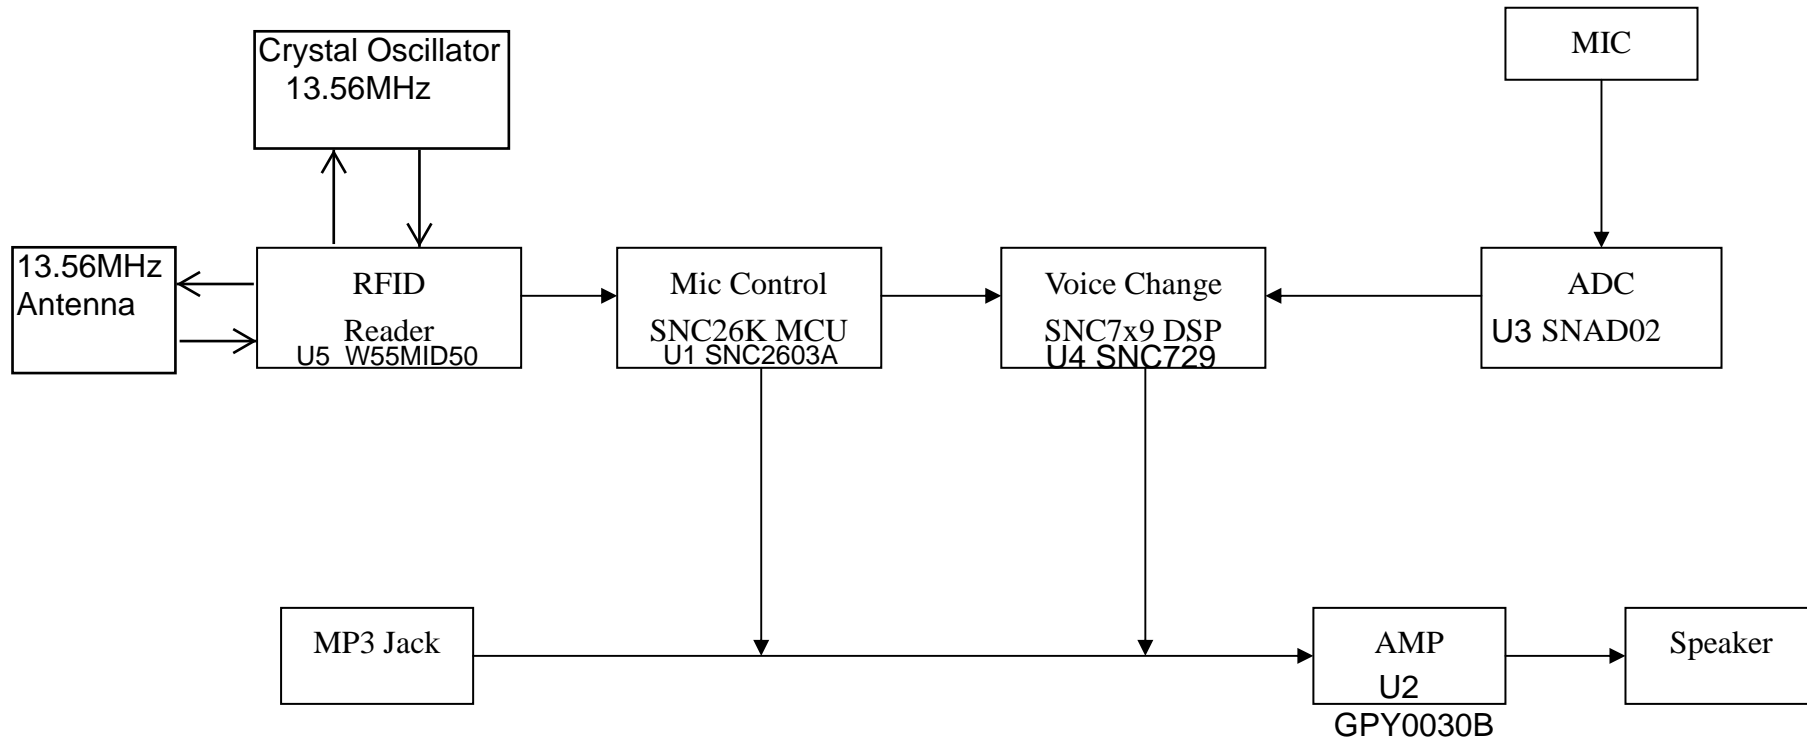 Crystal Oscillator
13.56MHz
MIC
13.56MHz
Antenna
RFID
Reader
U5 W55MID50
Mic Control
SNC26K MCU
U1 SNC2603A
Voice Change
SNC7x9 DSP
U4 SNC729
ADC
U3 SNAD02
MP3 Jack
AMP
U2
GPY0030B
Speaker